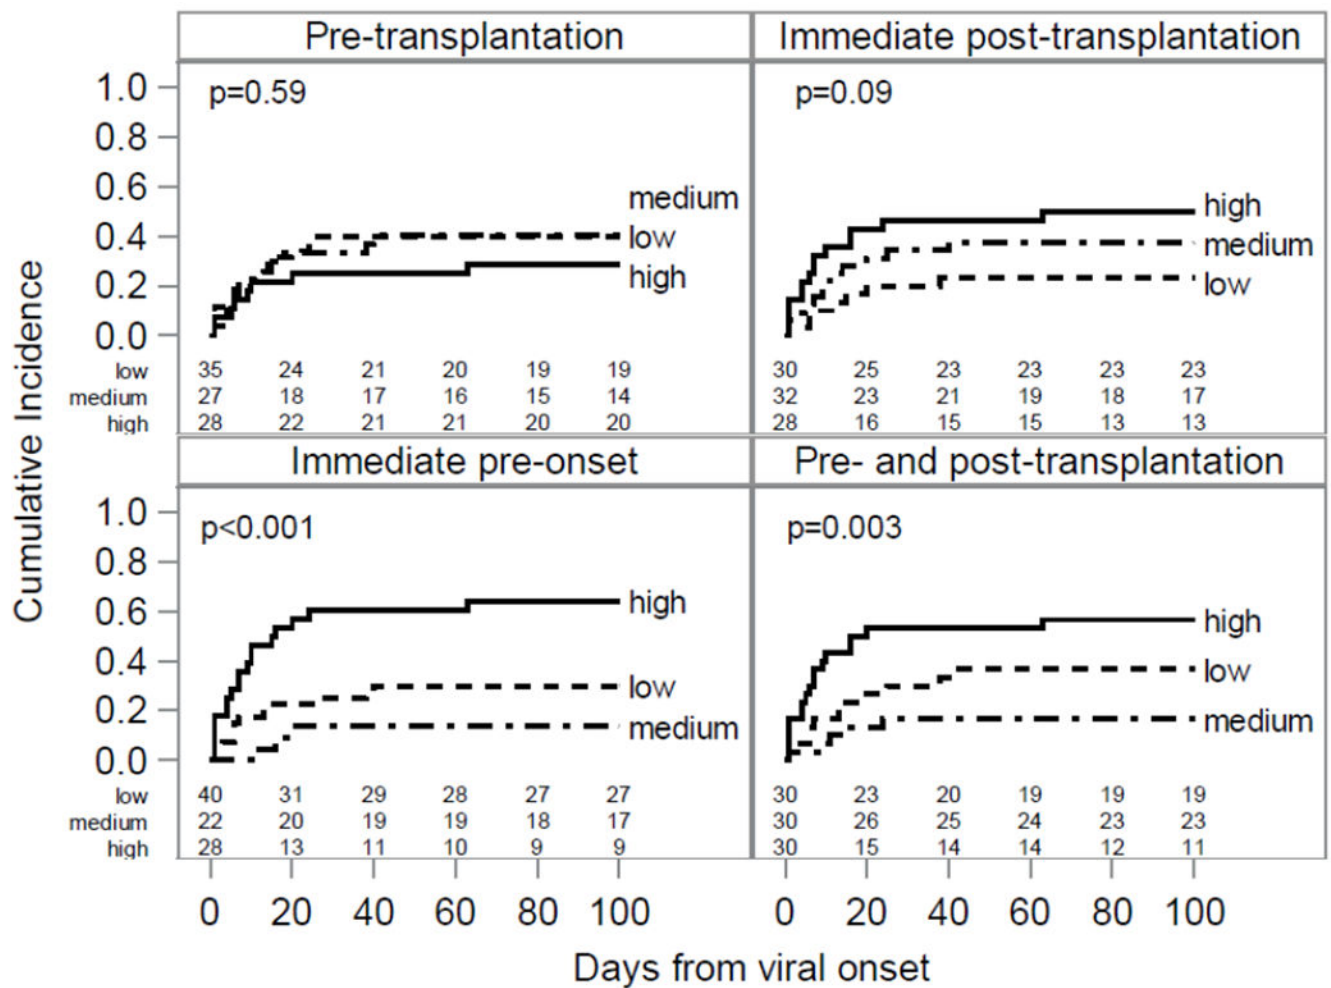 Pre-transplantation
Immediate post-transplantation
Cumulative Incidence
1.0
0.8
0.6
0.4
0.2
0.0
p=0.59
medium
low
high
low 35 24 21 20 19 19
medium 27 18 17 16 15 14
high 28 22 21 21 20 20
p=0.09
high
medium
low
30 25 23 23 23 23
32 23 21 19 18 17
28 16 15 15 13 13
Immediate pre-onset
Pre- and post-transplantation
1.0
0.8
0.6
0.4
0.2
0.0
p<0.001
high
low
medium
low 40 31 29 28 27 27
medium 22 20 19 19 18 17
high 28 13 11 10 9 9
p=0.003
high
low
medium
30 23 20 19 19 19
30 26 25 24 23 23
30 15 14 14 12 11
0 20 40 60 80 100
0 20 40 60 80 100
Days from viral onset